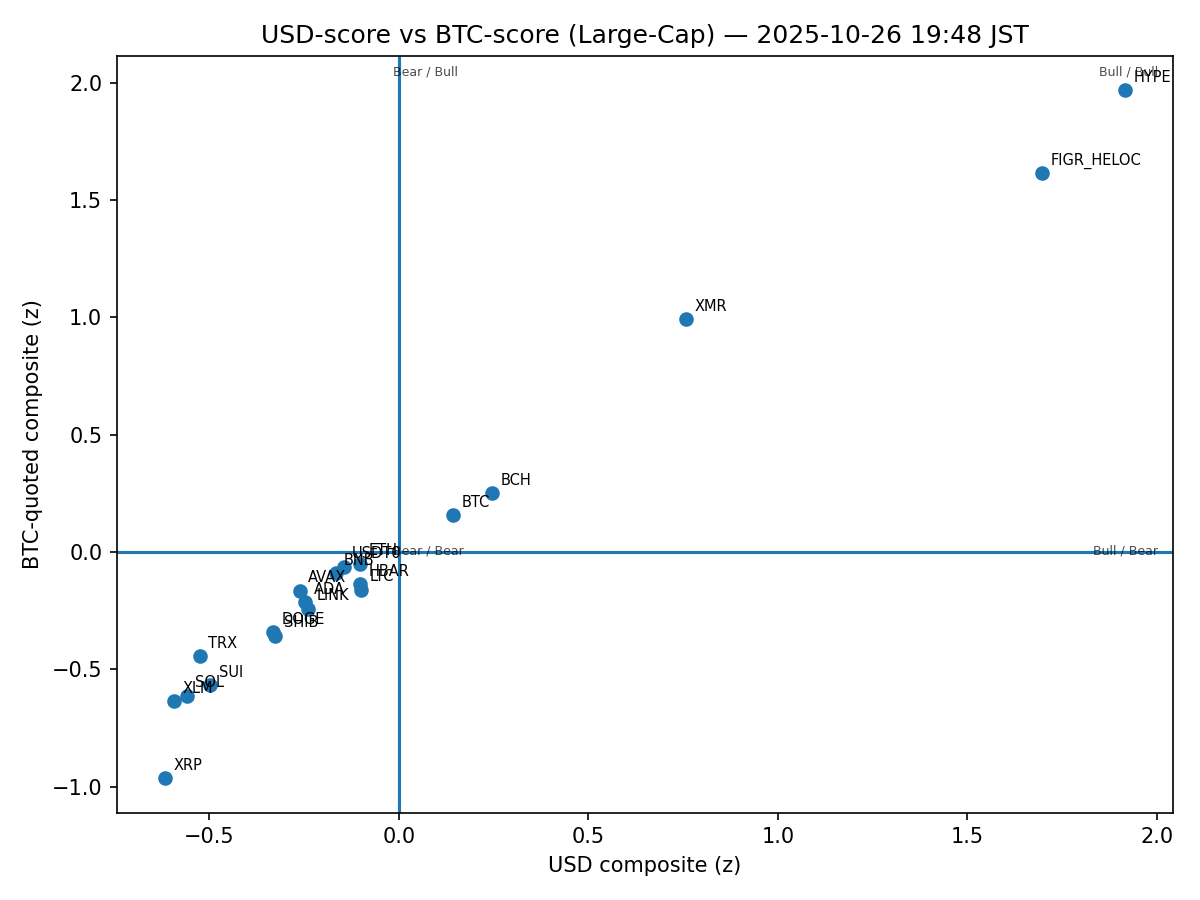 USD-score vs BTC-score (Large-Cap) — 2025-10-26 19:48 JST
Bear / Bull
Bull / Bull
HYPE
FIGR_HELOC
XMR
BCH
BTC
ETH
USDT0
Bear / Bear
Bull / Bear
BNB
HBAR
LTC
AVAX
ADA
LINK
DOGE
SHIB
TRX
SUI
SOL
XLM
XRP
2.0
1.5
1.0
0.5
0.0
−0.5
−1.0
BTC-quoted composite (z)
−0.5
0.0
0.5
1.0
1.5
2.0
USD composite (z)